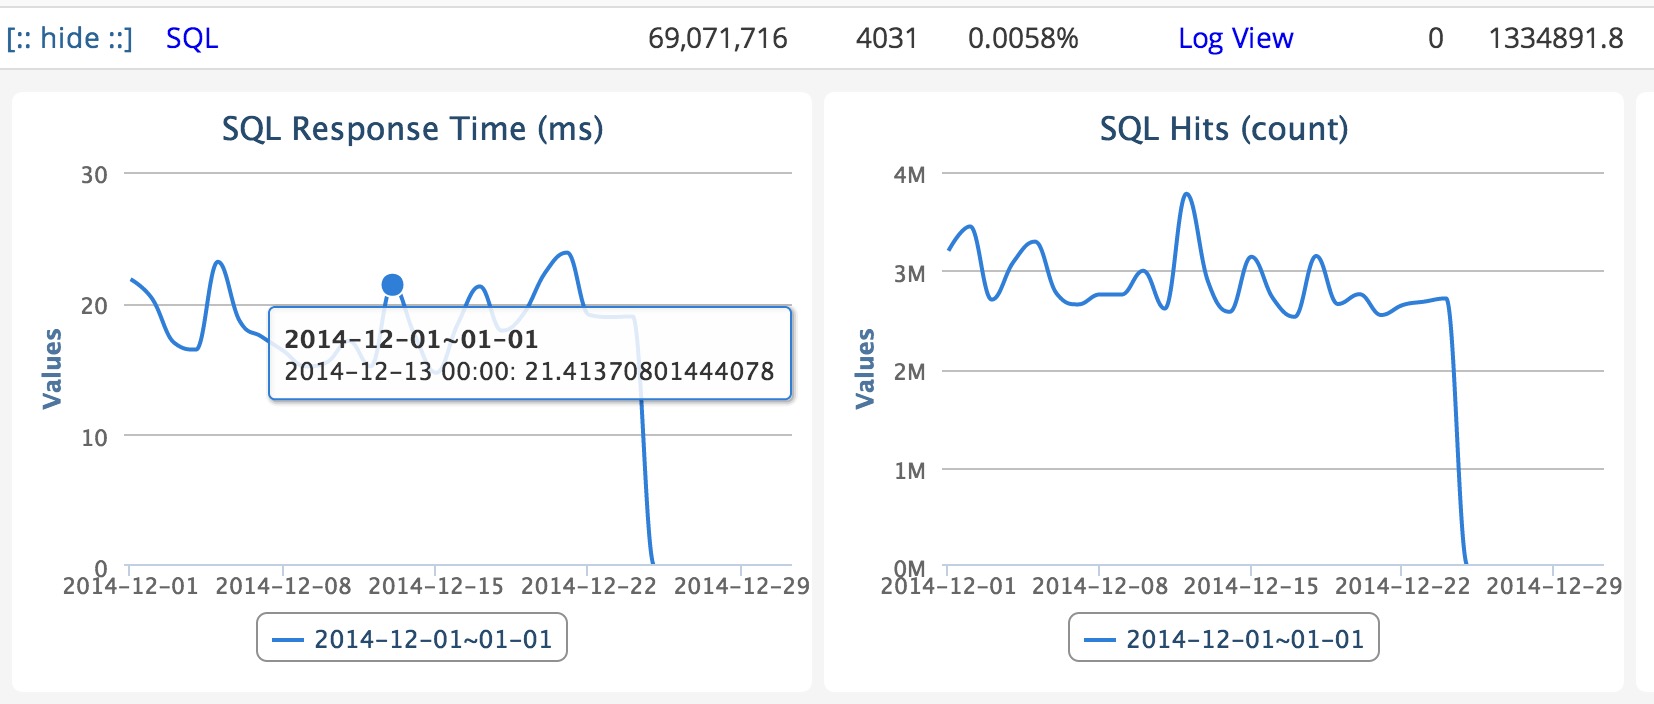 [:: hide ::] SQL 69,071,716 4031 0.0058% Log View 0 1334891.8
SQL Response Time (ms)
30
20
10
0
Values
2014-12-01~01-01
2014-12-13 00:00: 21.41370801444078
2014-12-01 2014-12-08 2014-12-15 2014-12-22 2014-12-29
2014-12-01~01-01
SQL Hits (count)
4M
3M
2M
1M
0M
Values
2014-12-01 2014-12-08 2014-12-15 2014-12-22 2014-12-29
2014-12-01~01-01